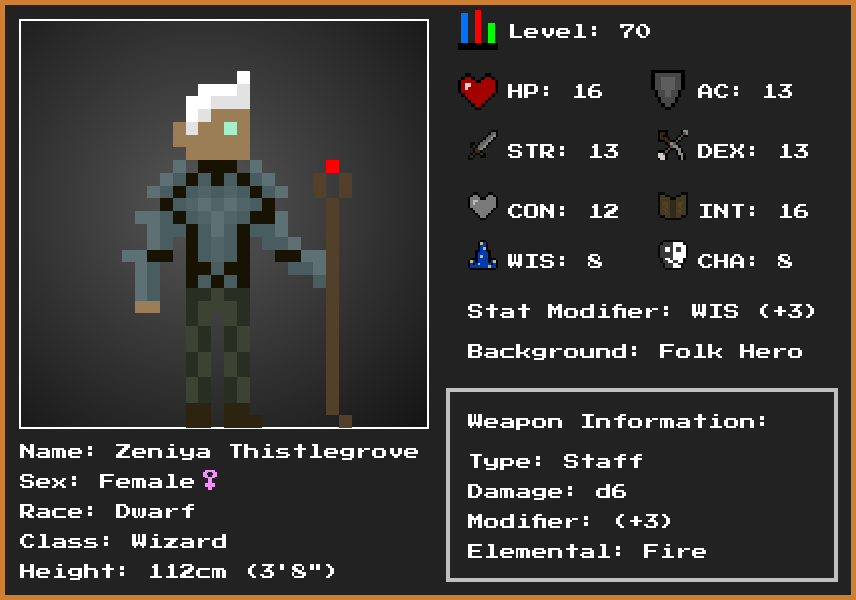 Level: 70
HP: 16 AC: 13
STR: 13 DEX: 13
CON: 12 INT: 16
WIS: 8 CHA: 8
Stat Modifier: WIS (+3)
Background: Folk Hero
Weapon Information:
Type: Staff
Damage: d6
Modifier: (+3)
Elemental: Fire
Name: Zeniya Thistlegrove
Sex: Female♀
Race: Dwarf
Class: Wizard
Height: 112cm (3'8")